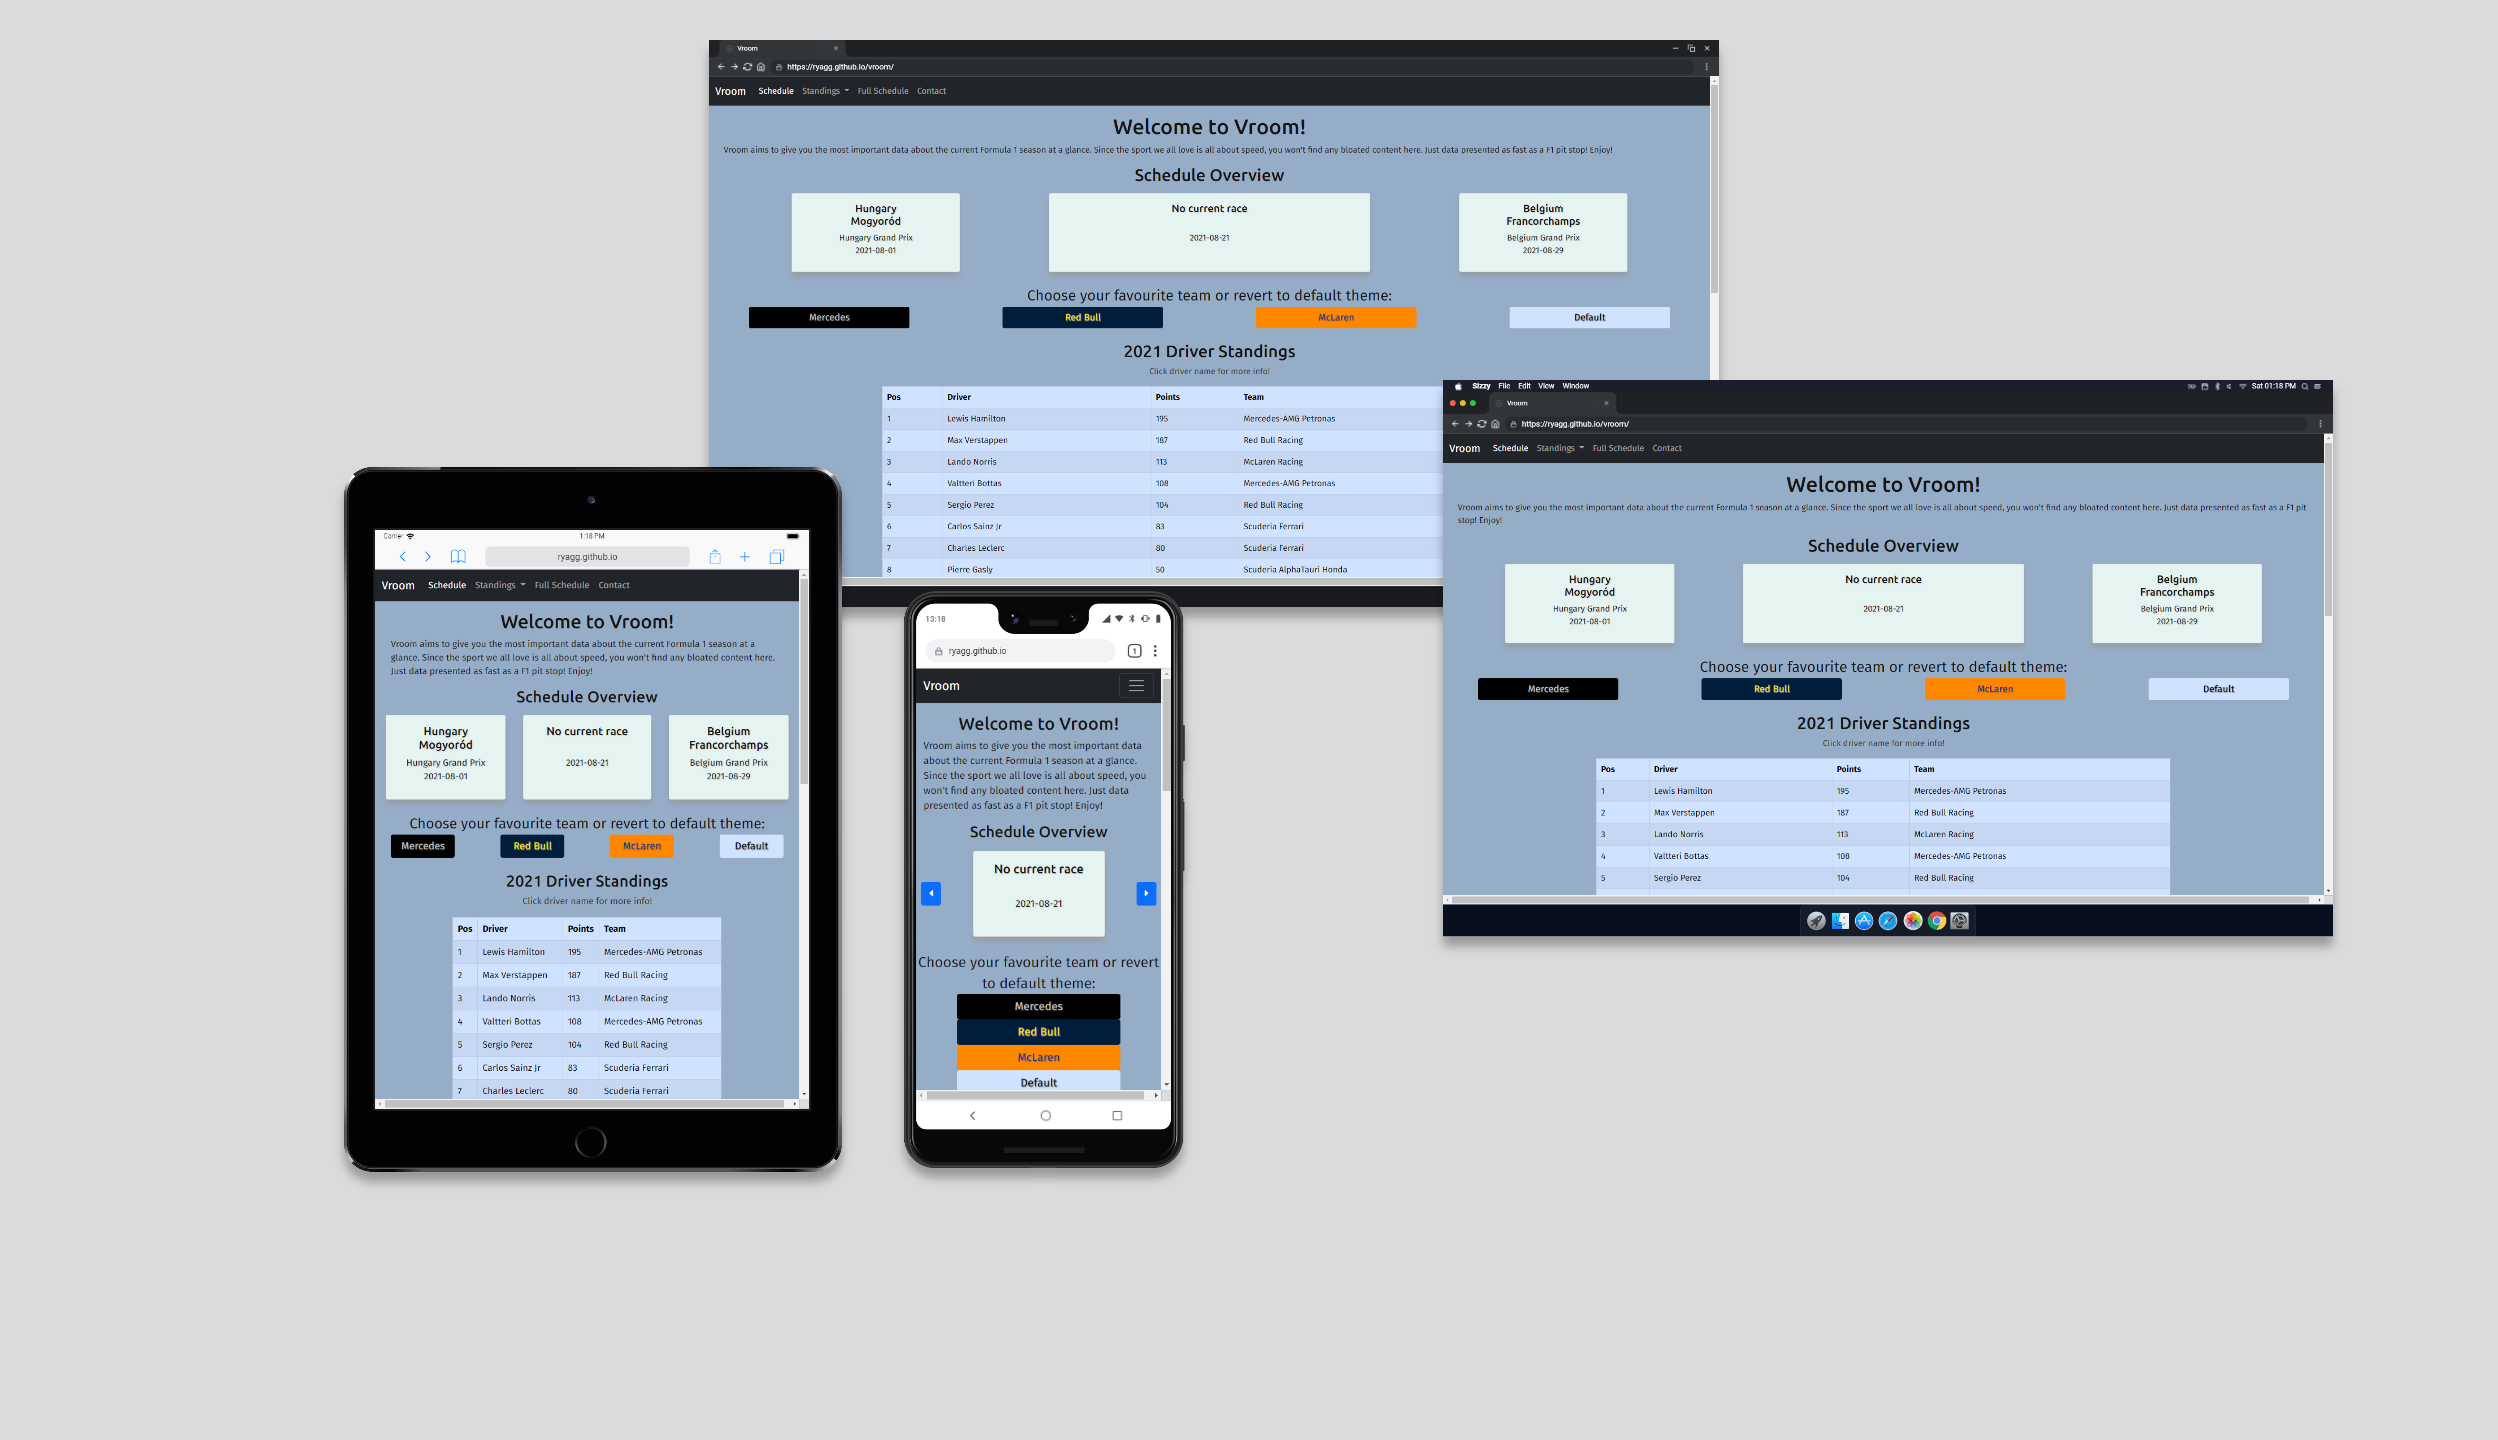 Vroom
https://ryagg.github.io/vroom/
Vroom Schedule Standings Full Schedule Contact
Welcome to Vroom!
Vroom aims to give you the most important data about the current Formula 1 season at a glance. Since the sport we all love is all about speed, you won't find any bloated content here. Just data presented as fast as a F1 pit stop! Enjoy!
Schedule Overview
Hungary
Mogyoród
Hungary Grand Prix
2021-08-01
No current race
2021-08-21
Belgium
Francorchamps
Belgium Grand Prix
2021-08-29
Choose your favourite team or revert to default theme:
Mercedes Red Bull McLaren Default
2021 Driver Standings
Click driver name for more info!
Pos Driver Points Team
1 Lewis Hamilton 195 Mercedes-AMG Petronas
2 Max Verstappen 187 Red Bull Racing
3 Lando Norris 113 McLaren Racing
4 Valtteri Bottas 108 Mercedes-AMG Petronas
5 Sergio Perez 104 Red Bull Racing
6 Carlos Sainz Jr 83 Scuderia Ferrari
7 Charles Leclerc 80 Scuderia Ferrari
8 Pierre Gasly 50 Scuderia AlphaTauri Honda
Sizzy File Edit View Window Sat 01:18 PM
Vroom
https://ryagg.github.io/vroom/
Vroom Schedule Standings Full Schedule Contact
Welcome to Vroom!
Vroom aims to give you the most important data about the current Formula 1 season at a glance. Since the sport we all love is all about speed, you won't find any bloated content here. Just data presented as fast as a F1 pit
stop! Enjoy!
Schedule Overview
Hungary
Mogyoród
Hungary Grand Prix
2021-08-01
No current race
2021-08-21
Belgium
Francorchamps
Belgium Grand Prix
2021-08-29
Choose your favourite team or revert to default theme:
Mercedes Red Bull McLaren Default
2021 Driver Standings
Click driver name for more info!
Pos Driver Points Team
1 Lewis Hamilton 195 Mercedes-AMG Petronas
2 Max Verstappen 187 Red Bull Racing
3 Lando Norris 113 McLaren Racing
4 Valtteri Bottas 108 Mercedes-AMG Petronas
5 Sergio Perez 104 Red Bull Racing
Carrier 1:18 PM
ryagg.github.io
Vroom Schedule Standings Full Schedule Contact
Welcome to Vroom!
Vroom aims to give you the most important data about the current Formula 1 season at a
glance. Since the sport we all love is all about speed, you won't find any bloated content here.
Just data presented as fast as a F1 pit stop! Enjoy!
Schedule Overview
Hungary
Mogyoród
Hungary Grand Prix
2021-08-01
No current race
2021-08-21
Belgium
Francorchamps
Belgium Grand Prix
2021-08-29
Choose your favourite team or revert to default theme:
Mercedes Red Bull McLaren Default
2021 Driver Standings
Click driver name for more info!
Pos Driver Points Team
1 Lewis Hamilton 195 Mercedes-AMG Petronas
2 Max Verstappen 187 Red Bull Racing
3 Lando Norris 113 McLaren Racing
4 Valtteri Bottas 108 Mercedes-AMG Petronas
5 Sergio Perez 104 Red Bull Racing
6 Carlos Sainz Jr 83 Scuderia Ferrari
7 Charles Leclerc 80 Scuderia Ferrari
13:18
ryagg.github.io 1
Vroom
Welcome to Vroom!
Vroom aims to give you the most important data
about the current Formula 1 season at a glance.
Since the sport we all love is all about speed, you
won't find any bloated content here. Just data
presented as fast as a F1 pit stop! Enjoy!
Schedule Overview
No current race
2021-08-21
Choose your favourite team or revert
to default theme:
Mercedes
Red Bull
McLaren
Default